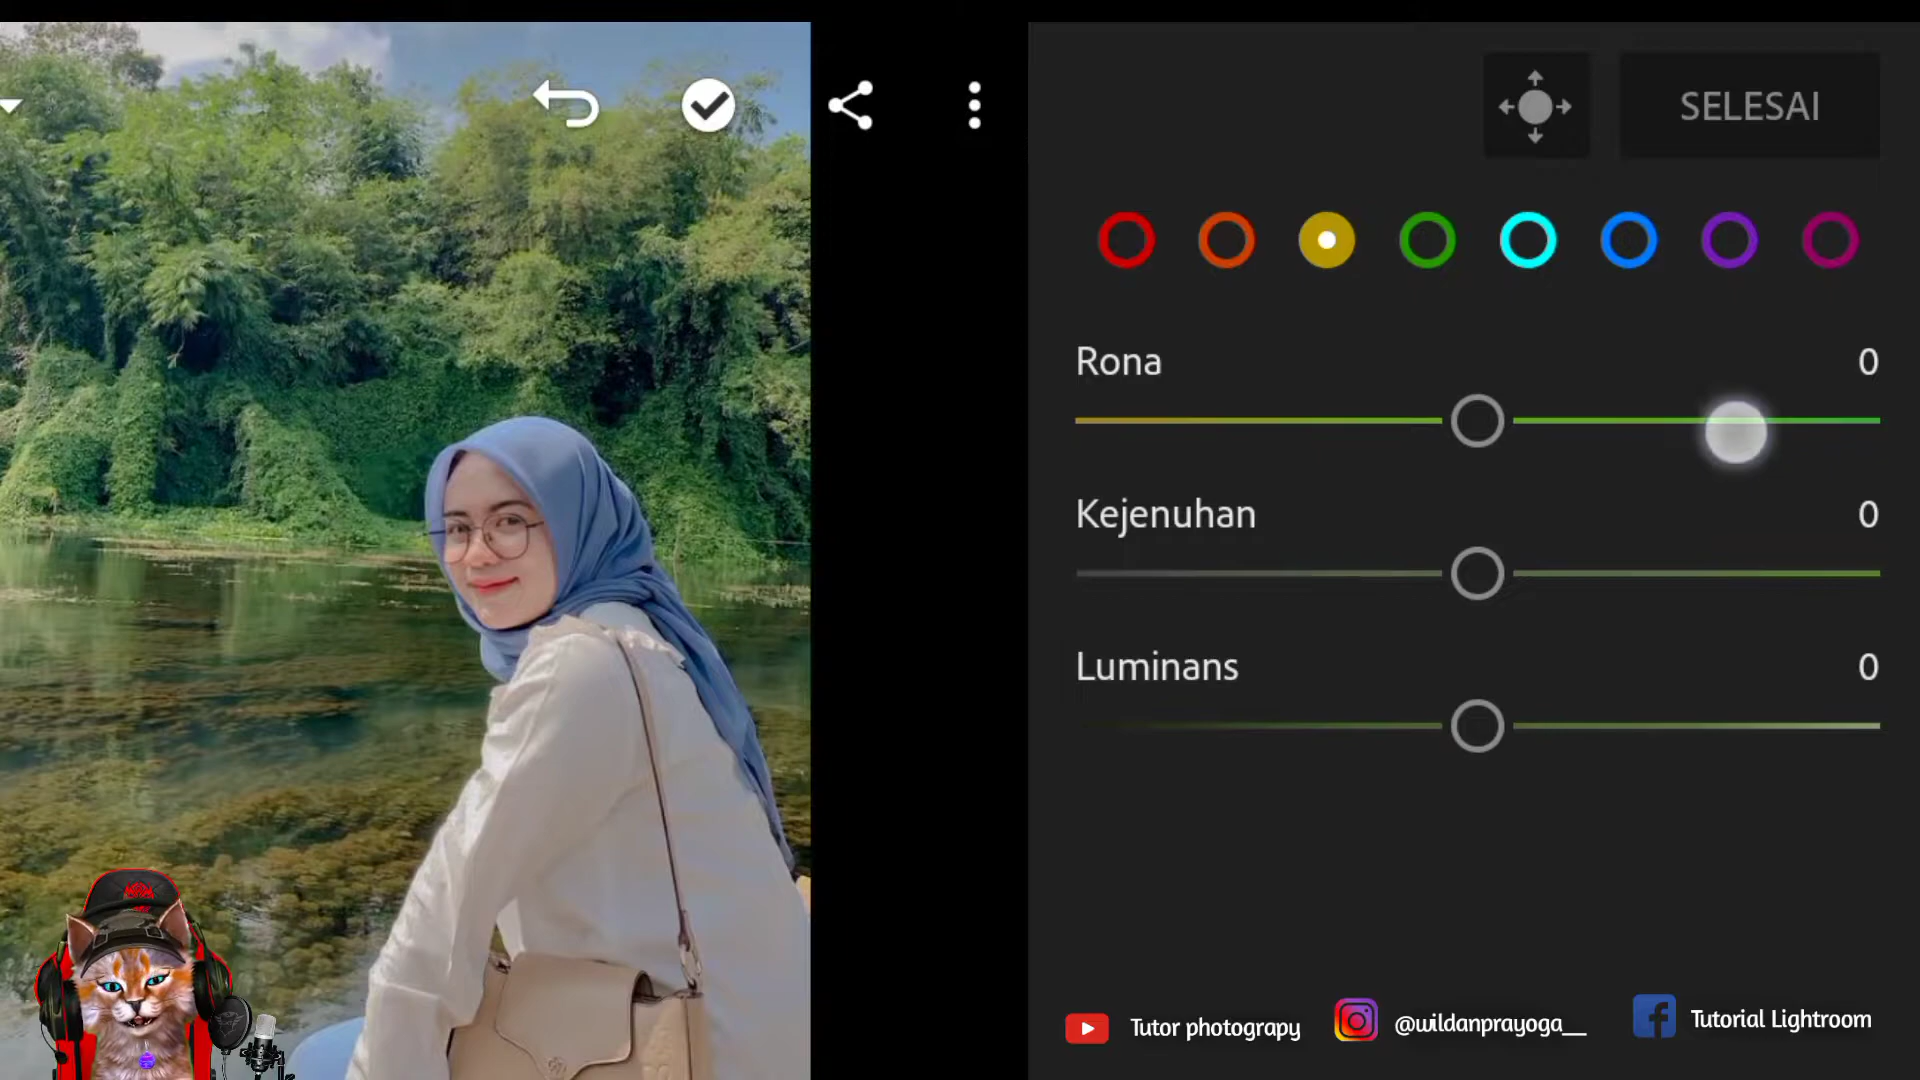 SELESAI
Rona 0
Kejenuhan 0
Luminans 0
Tutor photograpy
@wildanprayoga__
Tutorial Lightroom